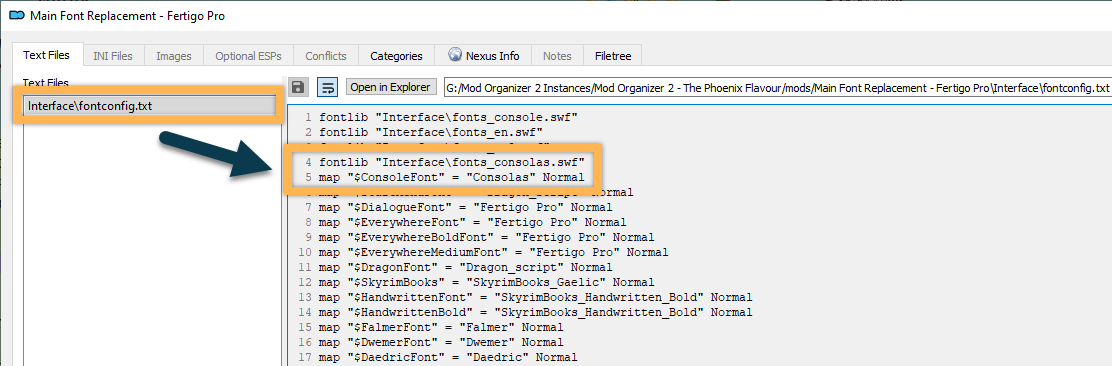 Main Font Replacement - Fertigo Pro
Text Files INI Files Images Optional ESPs Conflicts Categories Nexus Info Notes Filetree
Text Files
Interface\fontconfig.txt
Open in Explorer G:/Mod Organizer 2 Instances/Mod Organizer 2 - The Phoenix Flavour/mods/Main Font Replacement - Fertigo Pro\Interface\fontconfig.txt
1 fontlib "Interface\fonts_console.swf"
2 fontlib "Interface\fonts_en.swf"
4 fontlib "Interface\fonts_consolas.swf"
5 map "$ConsoleFont" = "Consolas" Normal
Normal
7 map "$DialogueFont" = "Fertigo Pro" Normal
8 map "$EverywhereFont" = "Fertigo Pro" Normal
9 map "$EverywhereBoldFont" = "Fertigo Pro" Normal
10 map "$EverywhereMediumFont" = "Fertigo Pro" Normal
11 map "$DragonFont" = "Dragon_script" Normal
12 map "$SkyrimBooks" = "SkyrimBooks_Gaelic" Normal
13 map "$HandwrittenFont" = "SkyrimBooks_Handwritten_Bold" Normal
14 map "$HandwrittenBold" = "SkyrimBooks_Handwritten_Bold" Normal
15 map "$FalmerFont" = "Falmer" Normal
16 map "$DwemerFont" = "Dwemer" Normal
17 map "$DaedricFont" = "Daedric" Normal